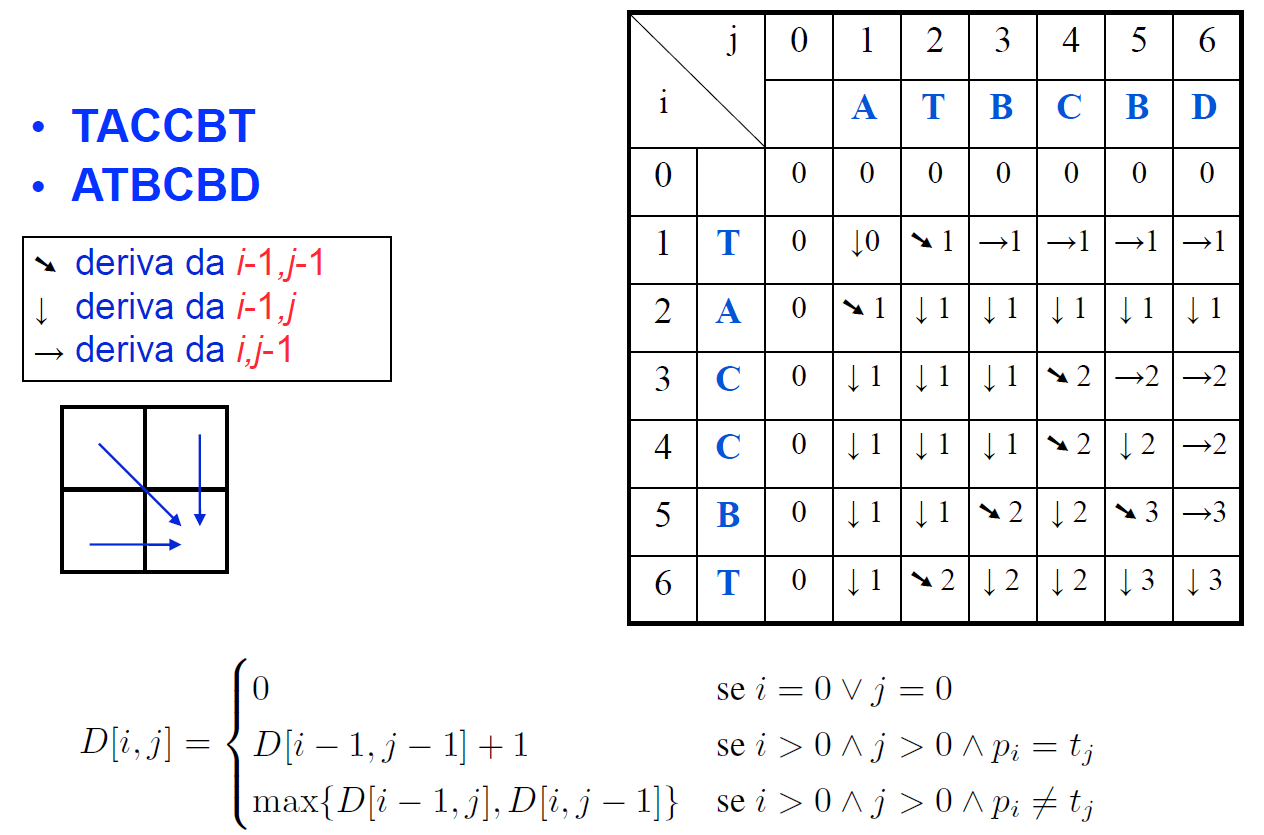 • TACCBT
• ATBCBD
➘ deriva da i-1,j-1
↓ deriva da i-1,j
→ deriva da i,j-1
j 0 1 2 3 4 5 6
i A T B C B D
0 0 0 0 0 0 0 0
1 T 0 ↓0 ➘1 →1 →1 →1 →1
2 A 0 ➘1 ↓1 ↓1 ↓1 ↓1 ↓1
3 C 0 ↓1 ↓1 ↓1 ➘2 →2 →2
4 C 0 ↓1 ↓1 ↓1 ➘2 ↓2 →2
5 B 0 ↓1 ↓1 ➘2 ↓2 ➘3 →3
6 T 0 ↓1 ➘2 ↓2 ↓2 ↓3 ↓3
0 se i = 0 ∨ j = 0
D[i, j] = { D[i − 1, j − 1] + 1 se i > 0 ∧ j > 0 ∧ pᵢ = tⱼ
max{D[i − 1, j], D[i, j − 1]} se i > 0 ∧ j > 0 ∧ pᵢ ≠ tⱼ